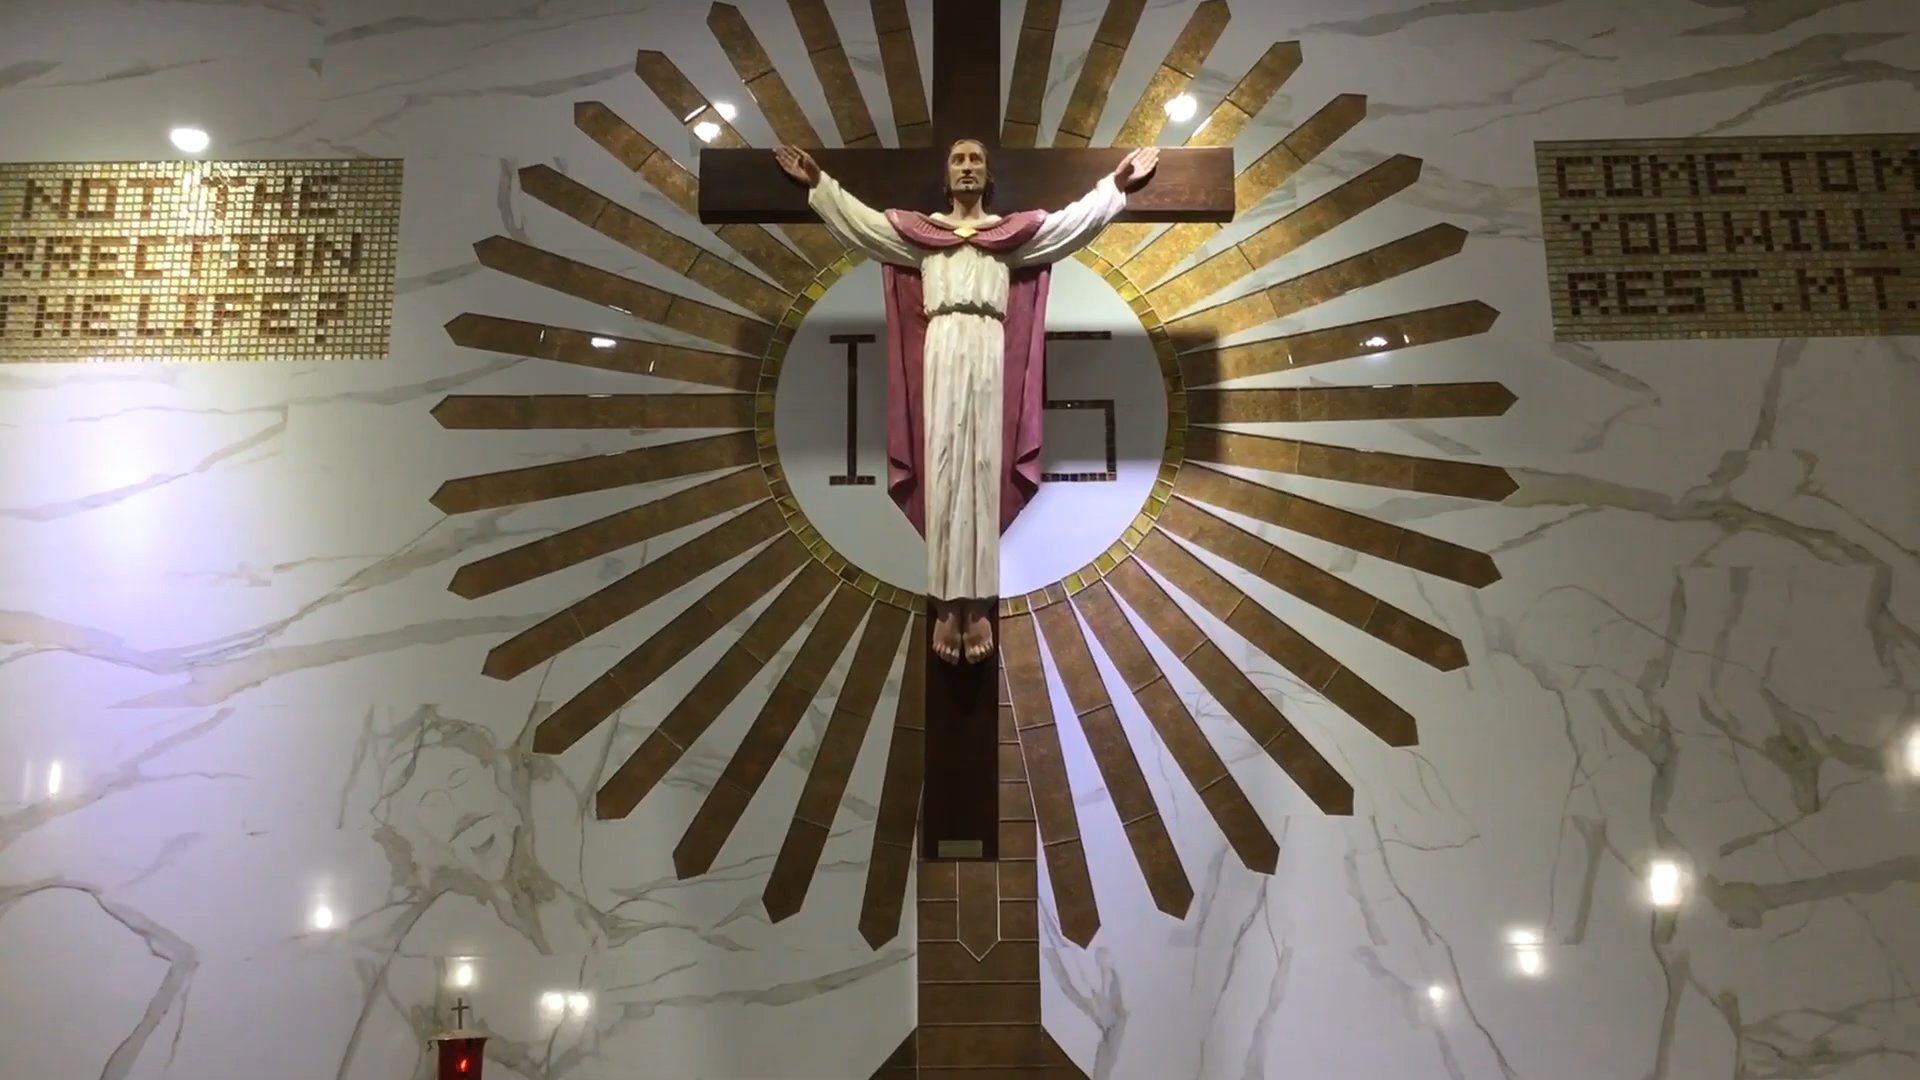 NOT THE
RRECTION
THE LIFE?
I S
COME TO M
YOU WILL
REST. MT.